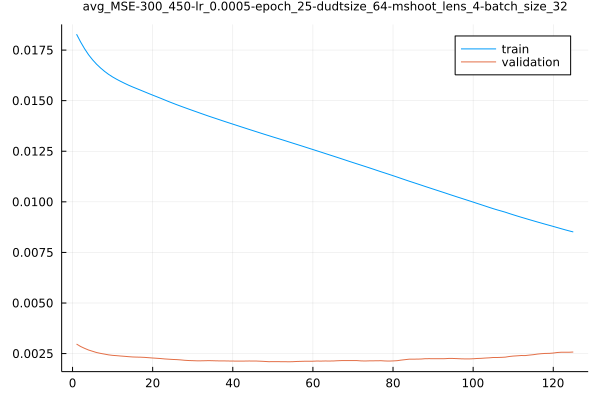 avg_MSE-300_450-lr_0.0005-epoch_25-dudtsize_64-mshoot_lens_4-batch_size_32
train
validation
0.0175
0.0150
0.0125
0.0100
0.0075
0.0050
0.0025
0 20 40 60 80 100 120